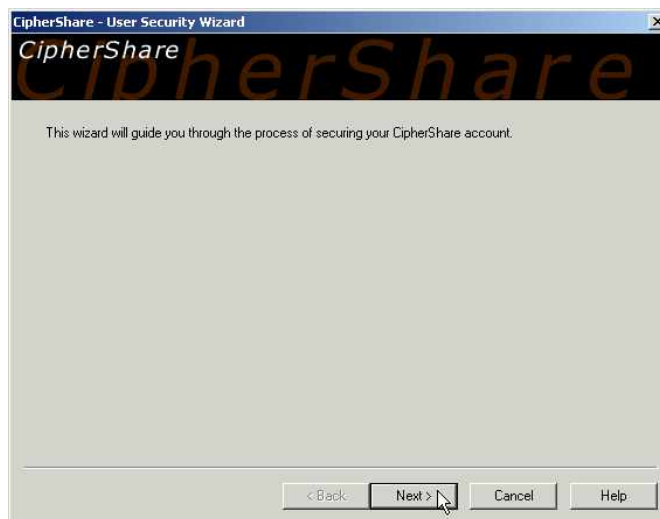 CipherShare - User Security Wizard
CipherShare
CipherShare
This wizard will guide you through the process of securing your CipherShare account.
< Back
Next >
Cancel
Help